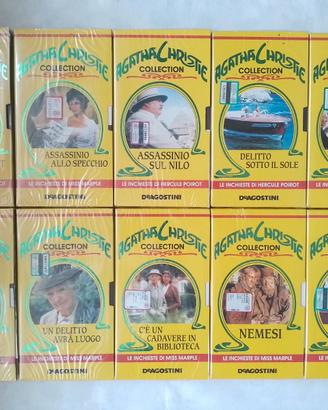 AGATHA CHRISTIE
COLLECTION
ASSASSINIO
ALLO SPECCHIO
LE INCHIESTE DI MISS MARPLE
DEAGOSTINI
AGATHA CHRISTIE
COLLECTION
ASSASSINIO
SUL NILO
LE INCHIESTE DI HERCULE POIROT
DEAGOSTINI
AGATHA CHRISTIE
COLLECTION
DELITTO
SOTTO IL SOLE
LE INCHIESTE DI HERCULE POIROT
DEAGOSTINI
AGATHA CHRISTIE
COLLECTION
UN DELITTO
AVRÀ LUOGO
LE INCHIESTE DI MISS MARPLE
DEAGOSTINI
AGATHA CHRISTIE
COLLECTION
C'È UN
CADAVERE IN
BIBLIOTECA
LE INCHIESTE DI MISS MARPLE
DEAGOSTINI
AGATHA CHRISTIE
COLLECTION
NEMESI
LE INCHIESTE DI MISS MARPLE
DEAGOSTINI